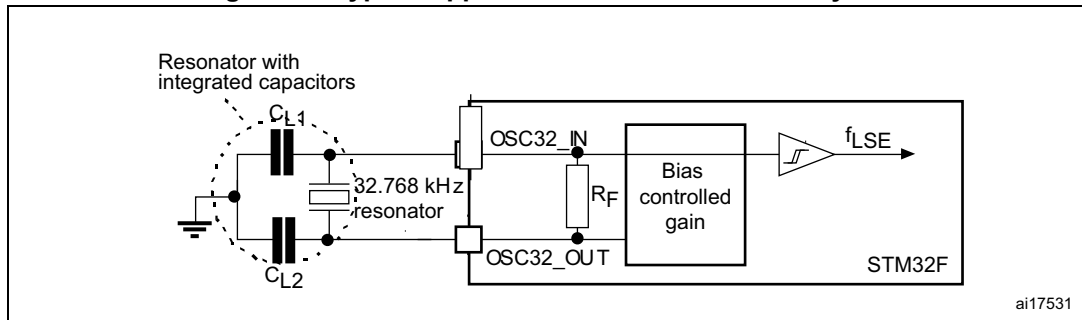 Resonator with
integrated capacitors
CL1
OSC32_IN
fLSE
32.768 kHz
resonator
RF
Bias
controlled
gain
OSC32_OUT
STM32F
CL2
ai17531